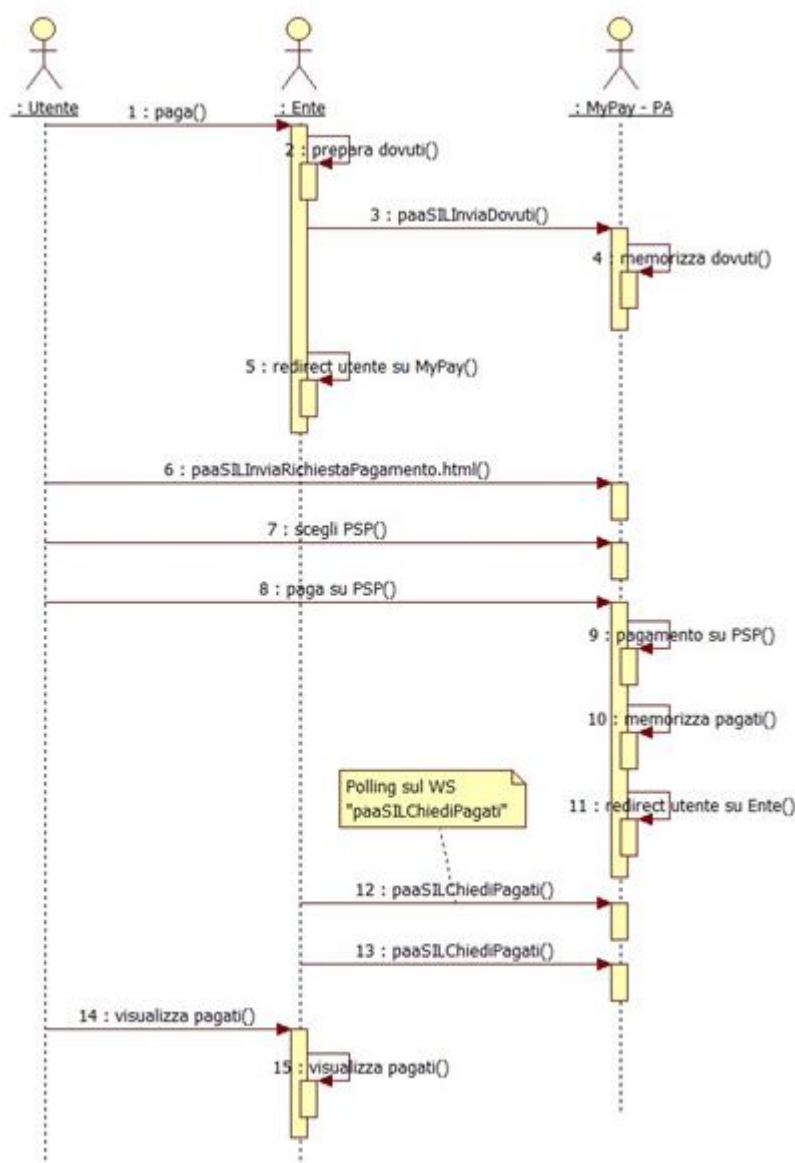 : Utente
: Ente
: MyPay - PA
1 : paga()
2 : prepara dovuti()
3 : paaSILInviaDovuti()
4 : memorizza dovuti()
5 : redirect utente su MyPay()
6 : paaSILInviaRichiestaPagamento.html()
7 : scegli PSP()
8 : paga su PSP()
9 : pagamento su PSP()
10 : memorizza pagati()
Polling sul WS
"paaSILChiediPagati"
11 : redirect utente su Ente()
12 : paaSILChiediPagati()
13 : paaSILChiediPagati()
14 : visualizza pagati()
15 : visualizza pagati()